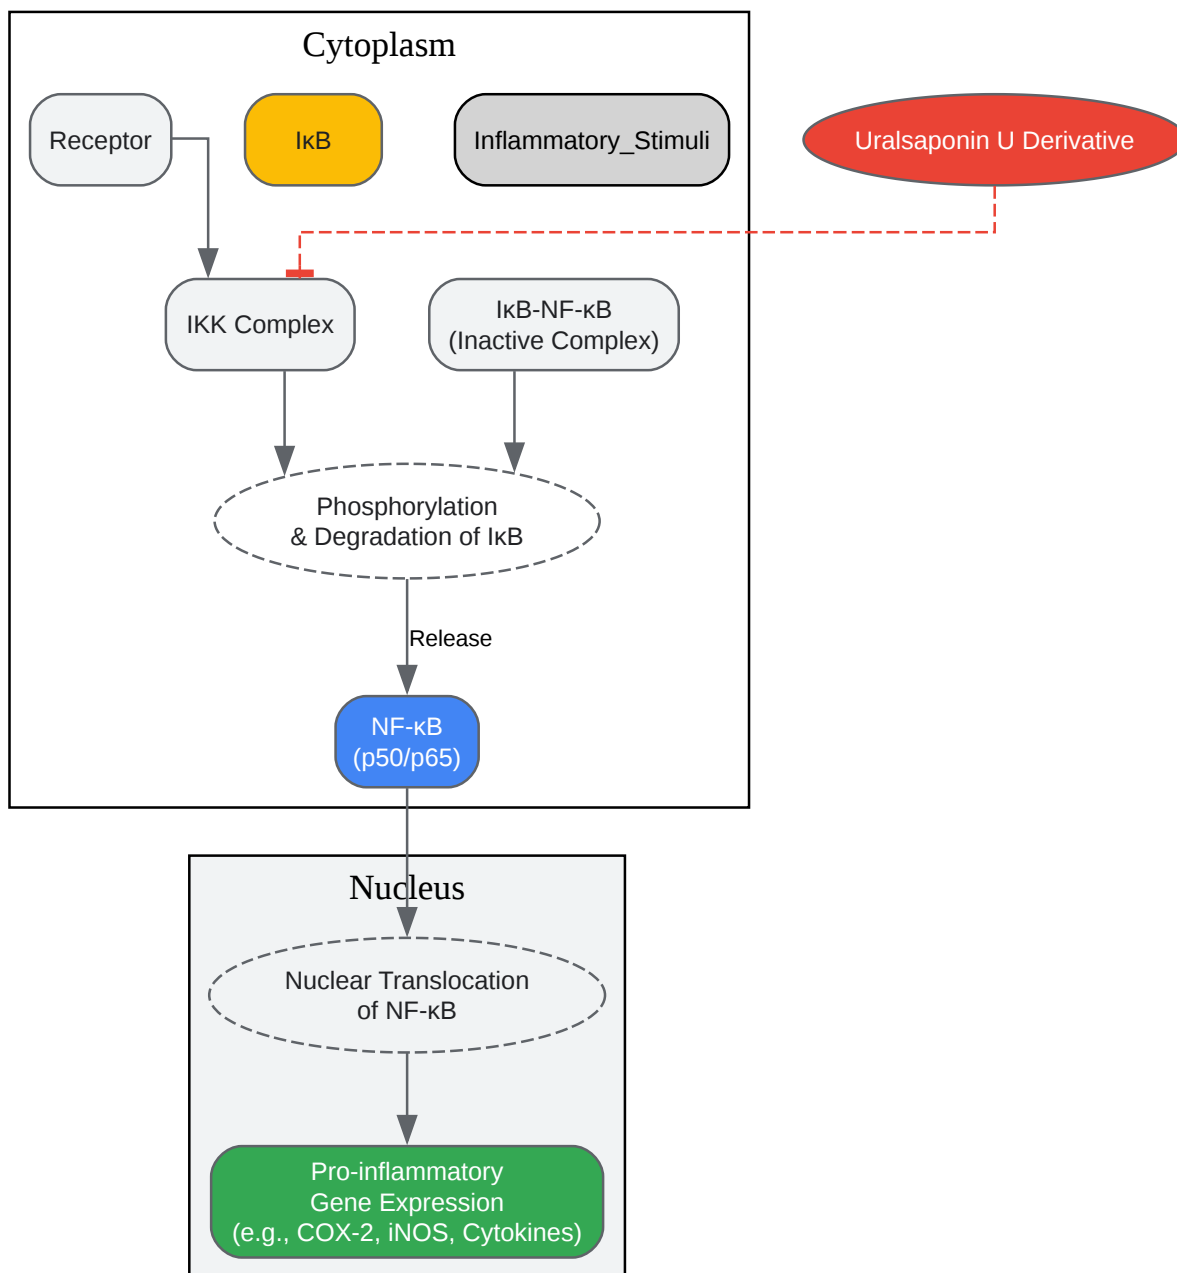 Cytoplasm
Receptor
IκB
Inflammatory_Stimuli
Uralsaponin U Derivative
IKK Complex
IκB-NF-κB
(Inactive Complex)
Phosphorylation
& Degradation of IκB
Release
NF-κB
(p50/p65)
Nucleus
Nuclear Translocation
of NF-κB
Pro-inflammatory
Gene Expression
(e.g., COX-2, iNOS, Cytokines)